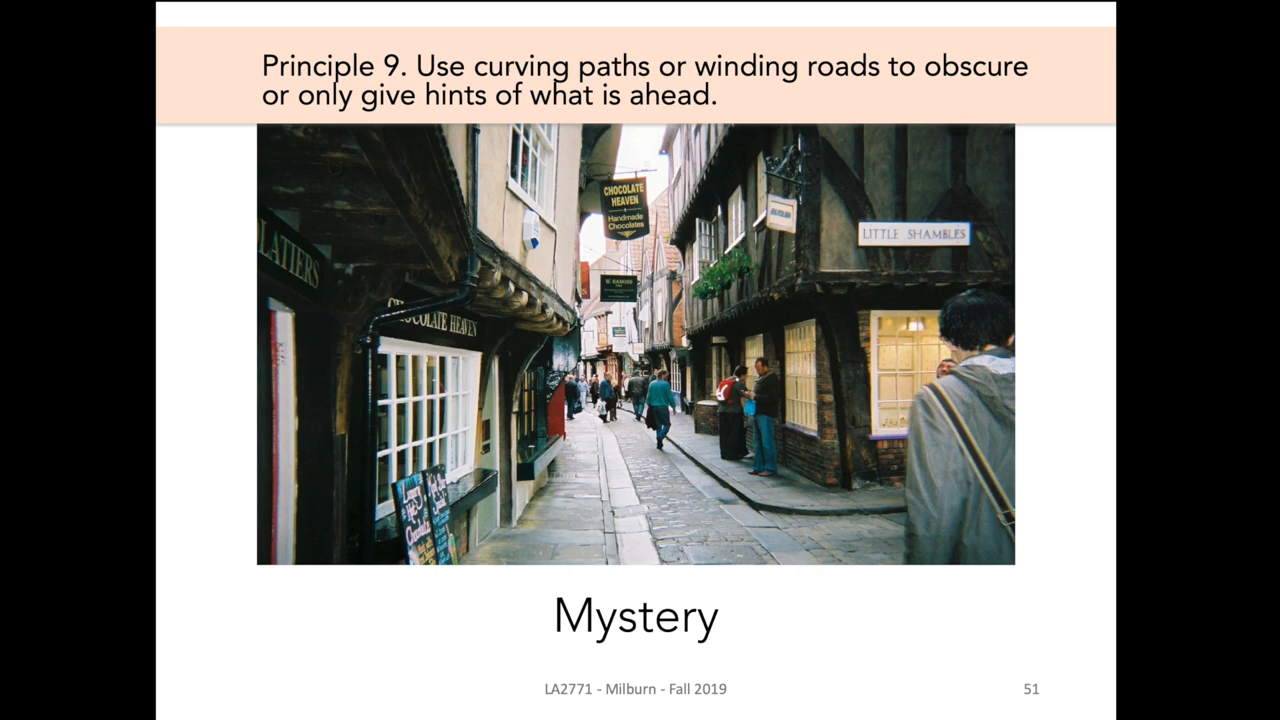 Principle 9. Use curving paths or winding roads to obscure
or only give hints of what is ahead.
CHOCOLATE
HEAVEN
Handmade
Chocolates
LITTLE SHAMBLES
LATTERS
CHOCOLATE HEAVEN
Mystery
LA2771 - Milburn - Fall 2019
51